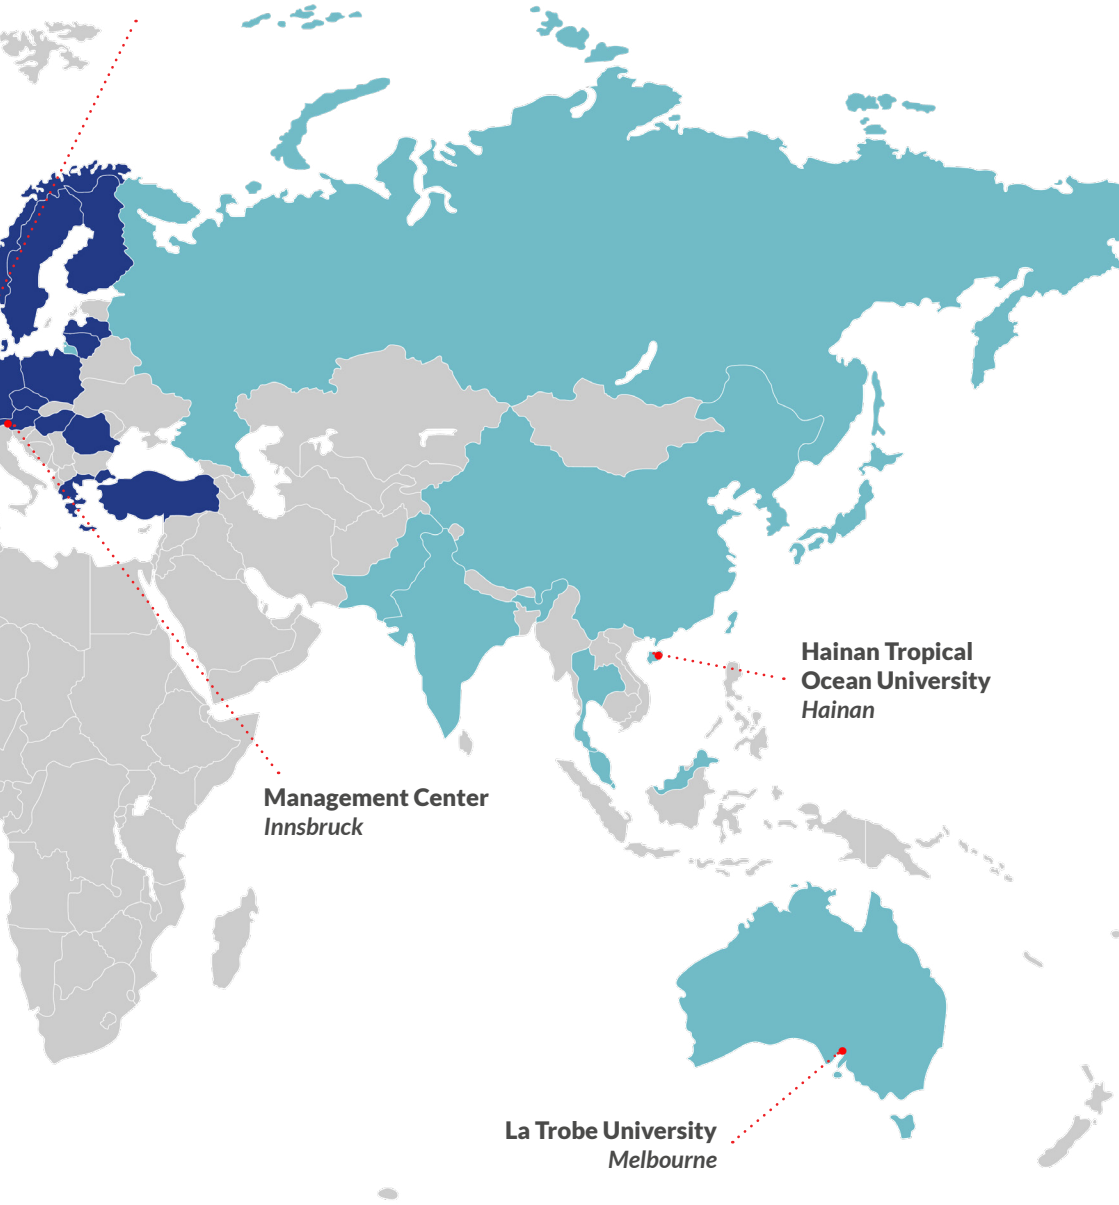 Hainan Tropical
Ocean University
Hainan
Management Center
Innsbruck
La Trobe University
Melbourne